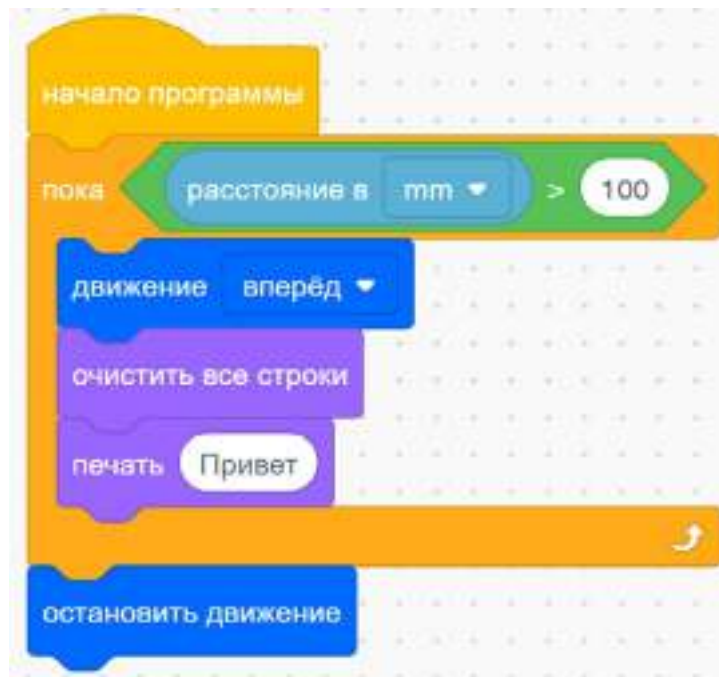 начало программы
пока расстояние в mm > 100
движение вперёд
очистить все строки
печать Привет
остановить движение